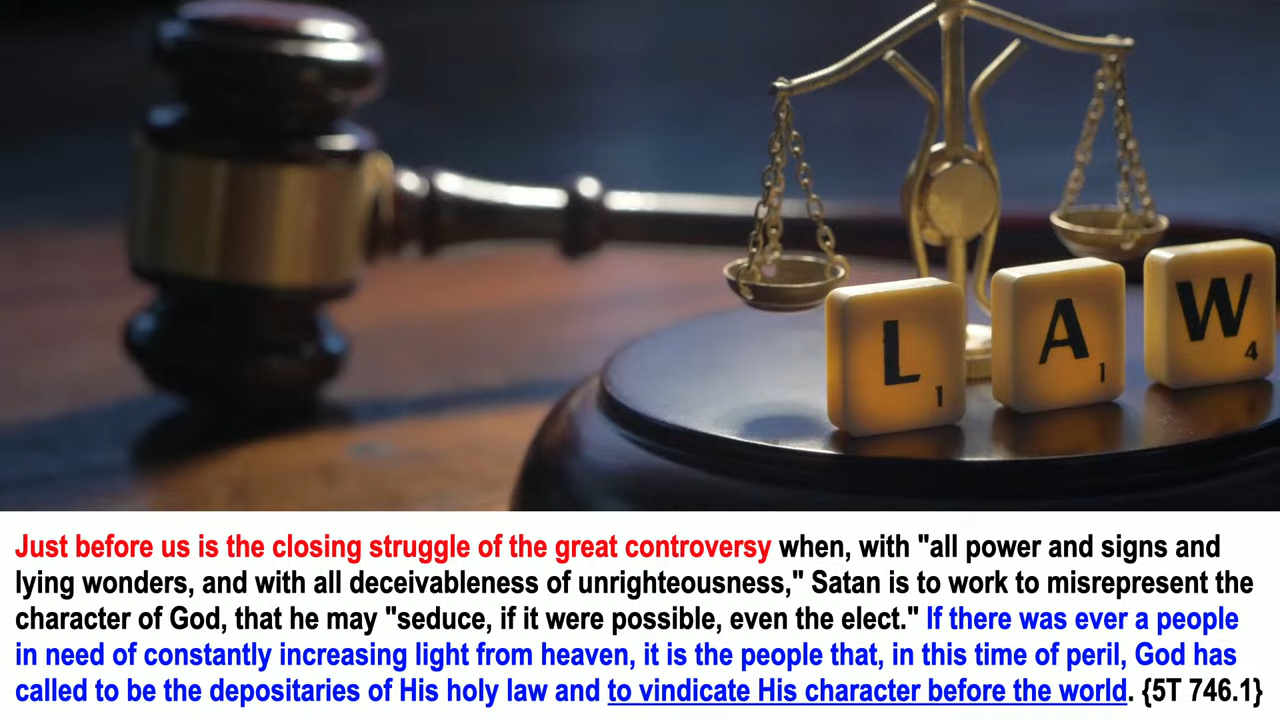 L 1 A 1 W 4
Just before us is the closing struggle of the great controversy when, with "all power and signs and
lying wonders, and with all deceivableness of unrighteousness," Satan is to work to misrepresent the
character of God, that he may "seduce, if it were possible, even the elect." If there was ever a people
in need of constantly increasing light from heaven, it is the people that, in this time of peril, God has
called to be the depositaries of His holy law and to vindicate His character before the world. {5T 746.1}